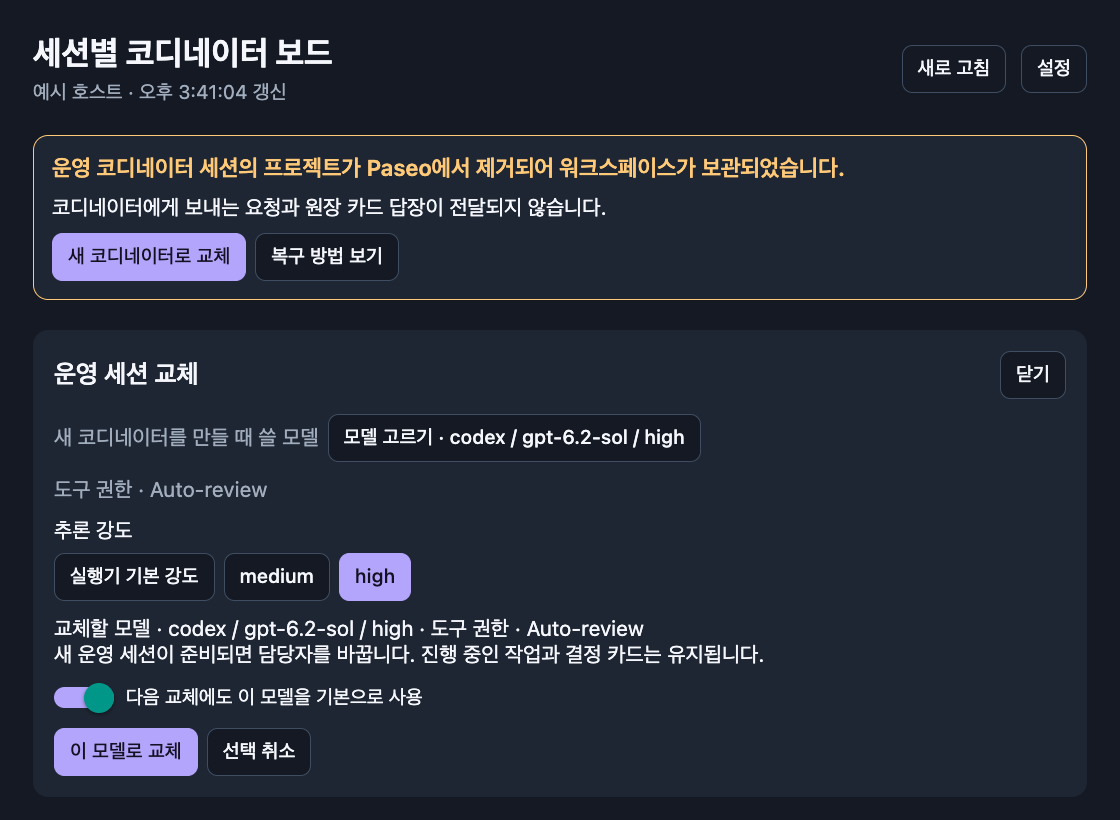 세션별 코디네이터 보드
예시 호스트 · 오후 3:41:04 갱신
새로 고침
설정
운영 코디네이터 세션의 프로젝트가 Paseo에서 제거되어 워크스페이스가 보관되었습니다.
코디네이터에게 보내는 요청과 원장 카드 답장이 전달되지 않습니다.
새 코디네이터로 교체
복구 방법 보기
운영 세션 교체
닫기
새 코디네이터를 만들 때 쓸 모델
모델 고르기 · codex / gpt-6.2-sol / high
도구 권한 · Auto-review
추론 강도
실행기 기본 강도
medium
high
교체할 모델 · codex / gpt-6.2-sol / high · 도구 권한 · Auto-review
새 운영 세션이 준비되면 담당자를 바꿉니다. 진행 중인 작업과 결정 카드는 유지됩니다.
다음 교체에도 이 모델을 기본으로 사용
이 모델로 교체
선택 취소